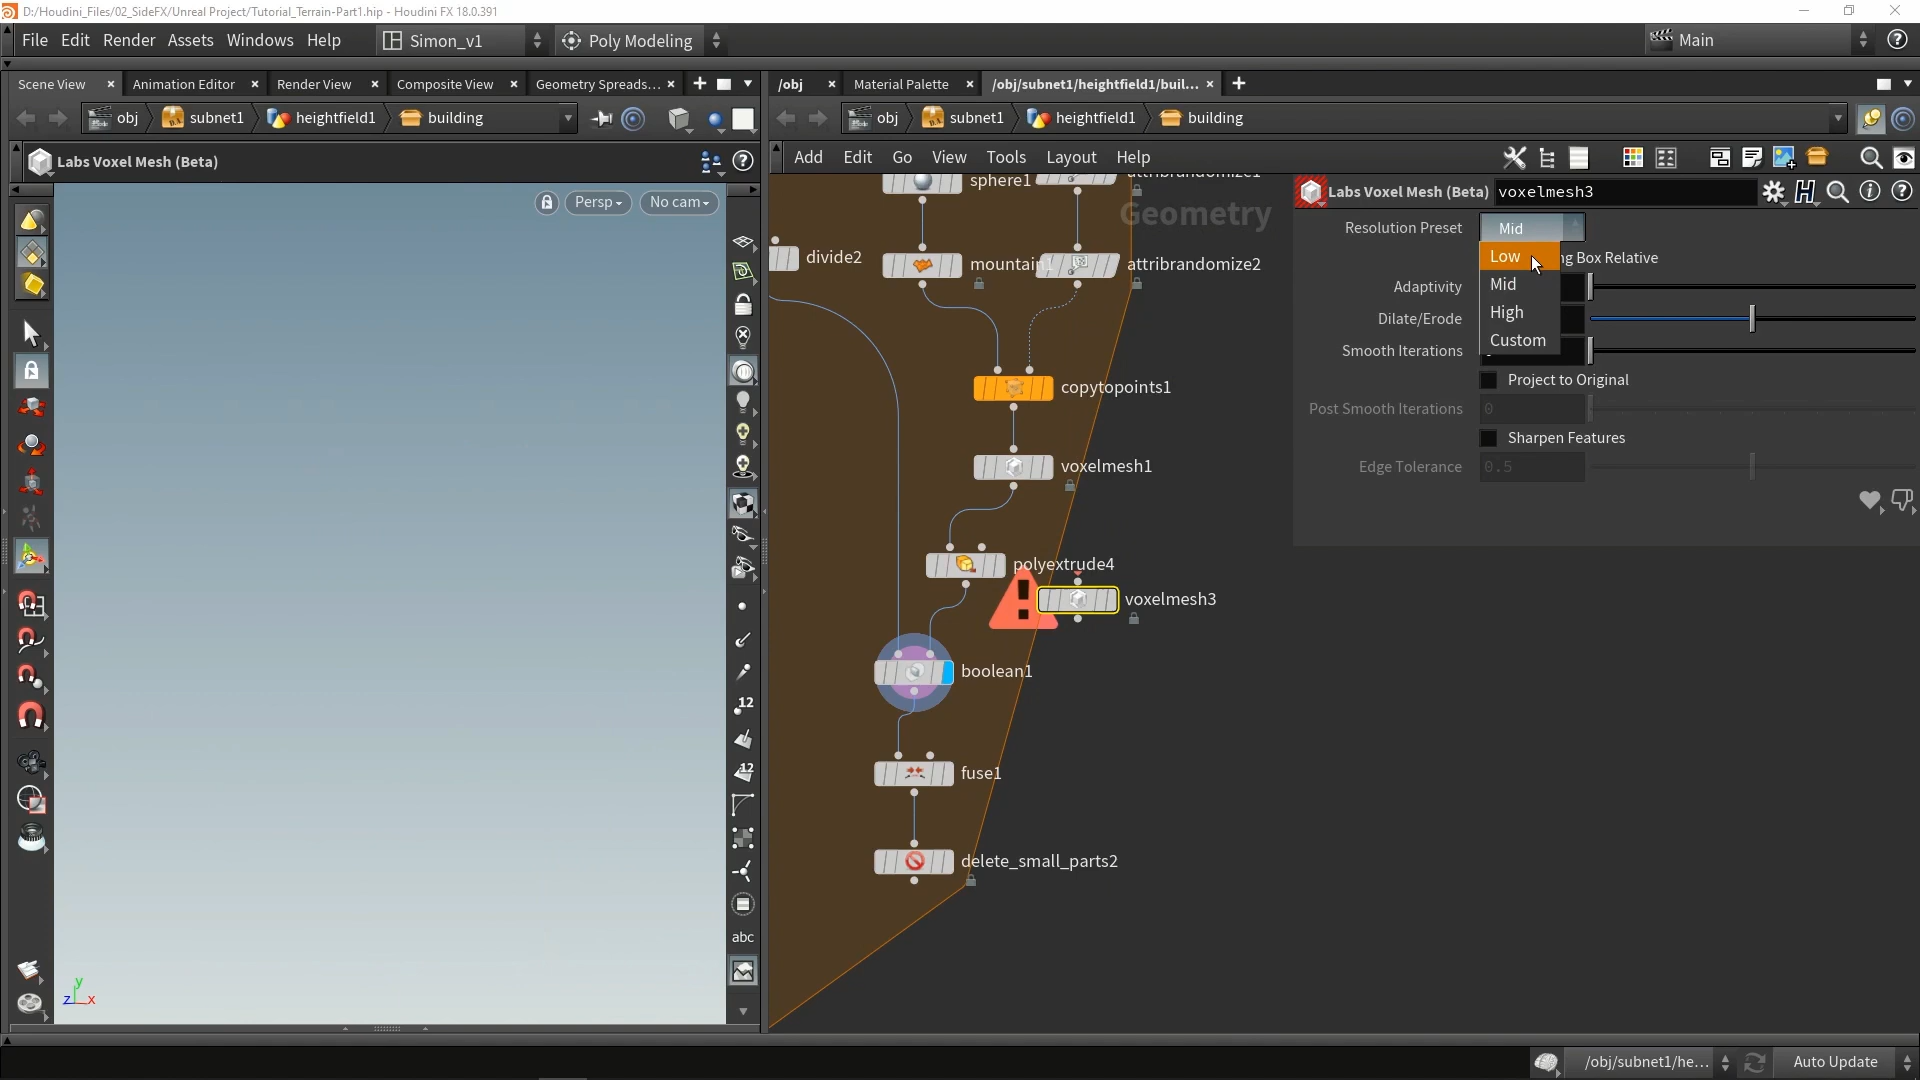 D:/Houdini_Files/02_SideFX/Unreal Project/Tutorial_Terrain-Part1.hip - Houdini FX 18.0.391
File Edit Render Assets Windows Help Simon_v1 Poly Modeling Main
Scene View Animation Editor Render View Composite View Geometry Spreads... /obj Material Palette /obj/subnet1/heightfield1/buil...
obj subnet1 heightfield1 building obj subnet1 heightfield1 building
Labs Voxel Mesh (Beta) Add Edit Go View Tools Layout Help
Persp No cam
sphere1
Geometry
divide2
mountain1
attribrandomize2
copytopoints1
voxelmesh1
polyextrude4
voxelmesh3
boolean1
fuse1
delete_small_parts2
Labs Voxel Mesh (Beta) voxelmesh3
Resolution Preset Mid
Low
ng Box Relative
Mid
Adaptivity
High
Dilate/Erode
Custom
Smooth Iterations
Project to Original
Post Smooth Iterations 0
Sharpen Features
Edge Tolerance 0.5
12
12
abc
y
z x
/obj/subnet1/he... Auto Update